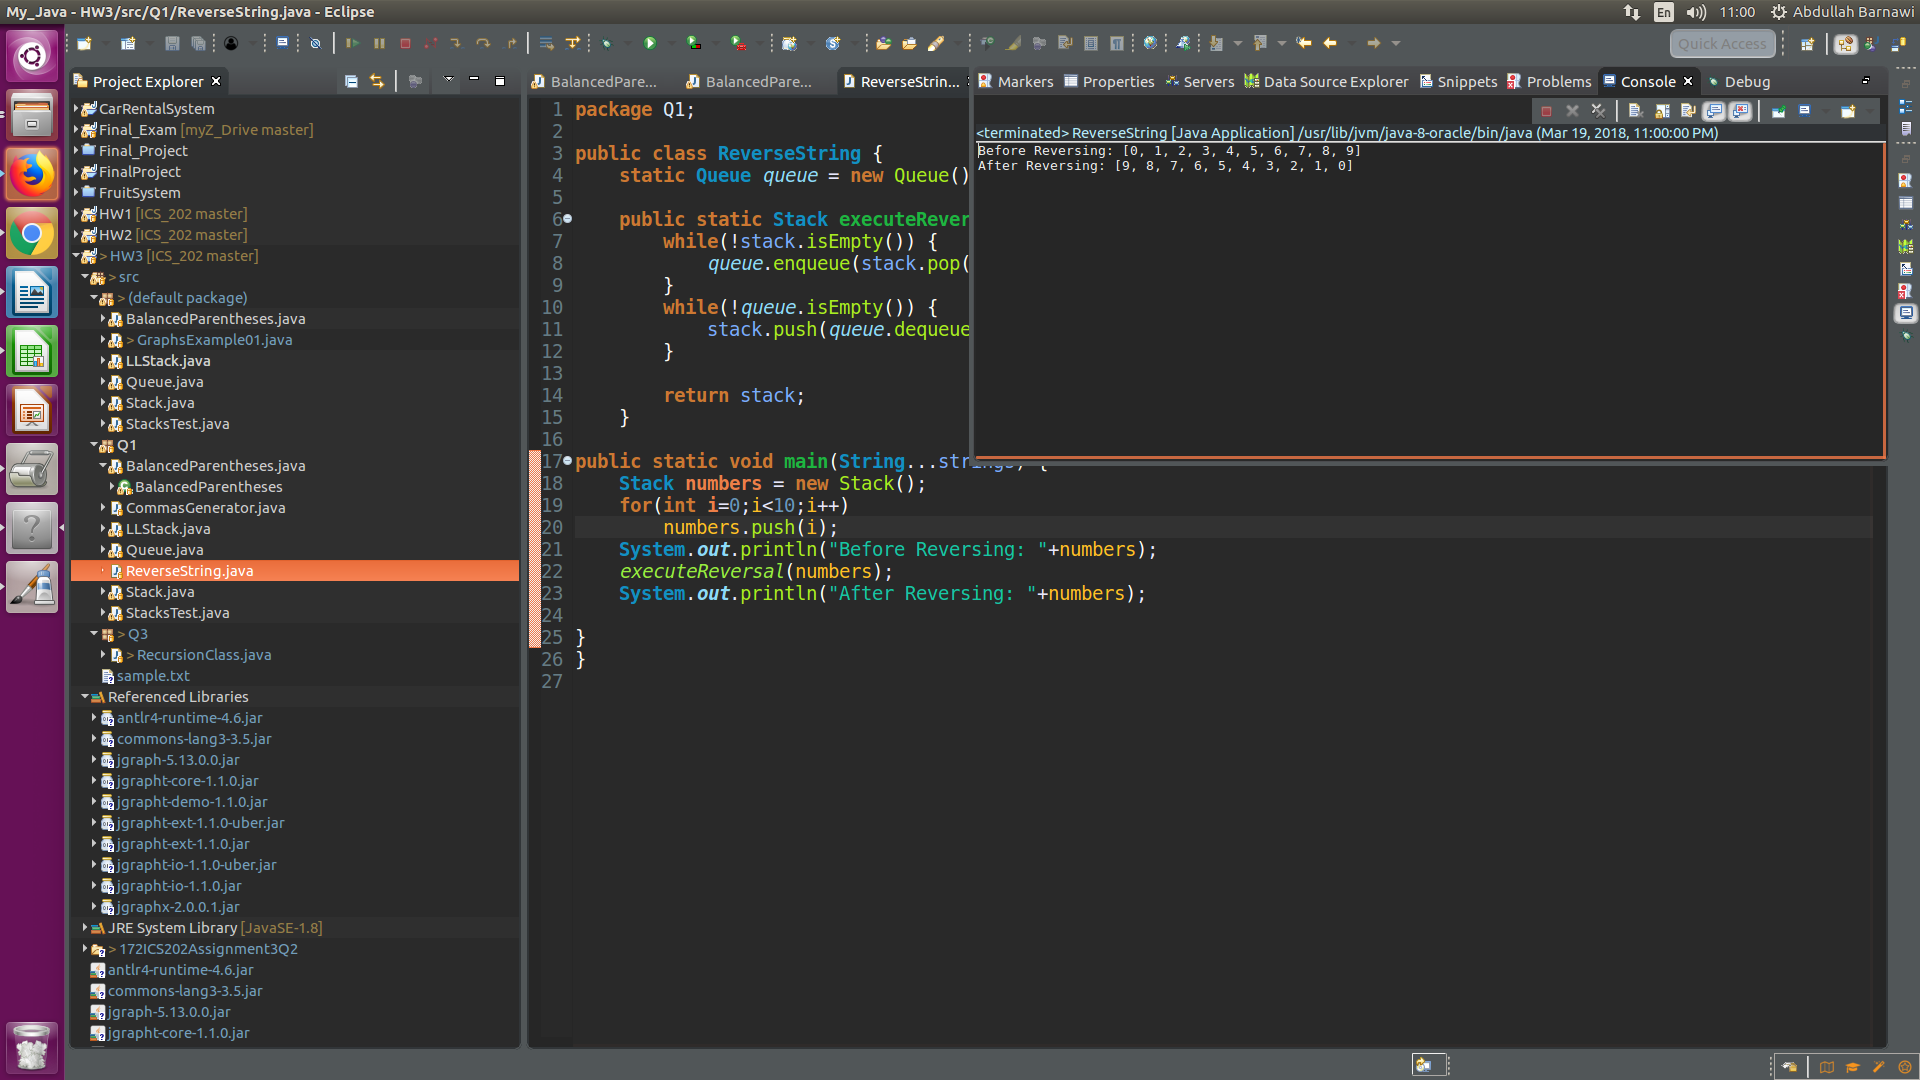 My_Java - HW3/src/Q1/ReverseString.java - Eclipse
En 11:00 Abdullah Barnawi
Quick Access
Project Explorer
CarRentalSystem
Final_Exam [myZ_Drive master]
Final_Project
FinalProject
FruitSystem
HW1 [ICS_202 master]
HW2 [ICS_202 master]
> HW3 [ICS_202 master]
> src
> (default package)
BalancedParentheses.java
> GraphsExample01.java
LLStack.java
Queue.java
Stack.java
StacksTest.java
Q1
BalancedParentheses.java
BalancedParentheses
CommasGenerator.java
LLStack.java
Queue.java
ReverseString.java
Stack.java
StacksTest.java
> Q3
> RecursionClass.java
sample.txt
Referenced Libraries
antlr4-runtime-4.6.jar
commons-lang3-3.5.jar
jgraph-5.13.0.0.jar
jgrapht-core-1.1.0.jar
jgrapht-demo-1.1.0.jar
jgrapht-ext-1.1.0-uber.jar
jgrapht-ext-1.1.0.jar
jgrapht-io-1.1.0-uber.jar
jgrapht-io-1.1.0.jar
jgraphx-2.0.0.1.jar
JRE System Library [JavaSE-1.8]
> 172ICS202Assignment3Q2
antlr4-runtime-4.6.jar
commons-lang3-3.5.jar
jgraph-5.13.0.0.jar
jgrapht-core-1.1.0.jar
BalancedPare... BalancedPare... ReverseStrin...
1 package Q1;
2
3 public class ReverseString {
4 static Queue queue = new Queue()
5
6 public static Stack executeRever
7 while(!stack.isEmpty()) {
8 queue.enqueue(stack.pop(
9 }
10 while(!queue.isEmpty()) {
11 stack.push(queue.dequeue
12 }
13
14 return stack;
15 }
16
17 public static void main(String...strings) {
18 Stack numbers = new Stack();
19 for(int i=0;i<10;i++)
20 numbers.push(i);
21 System.out.println("Before Reversing: "+numbers);
22 executeReversal(numbers);
23 System.out.println("After Reversing: "+numbers);
24
25 }
26 }
27
Markers Properties Servers Data Source Explorer Snippets Problems Console Debug
<terminated> ReverseString [Java Application] /usr/lib/jvm/java-8-oracle/bin/java (Mar 19, 2018, 11:00:00 PM)
Before Reversing: [0, 1, 2, 3, 4, 5, 6, 7, 8, 9]
After Reversing: [9, 8, 7, 6, 5, 4, 3, 2, 1, 0]